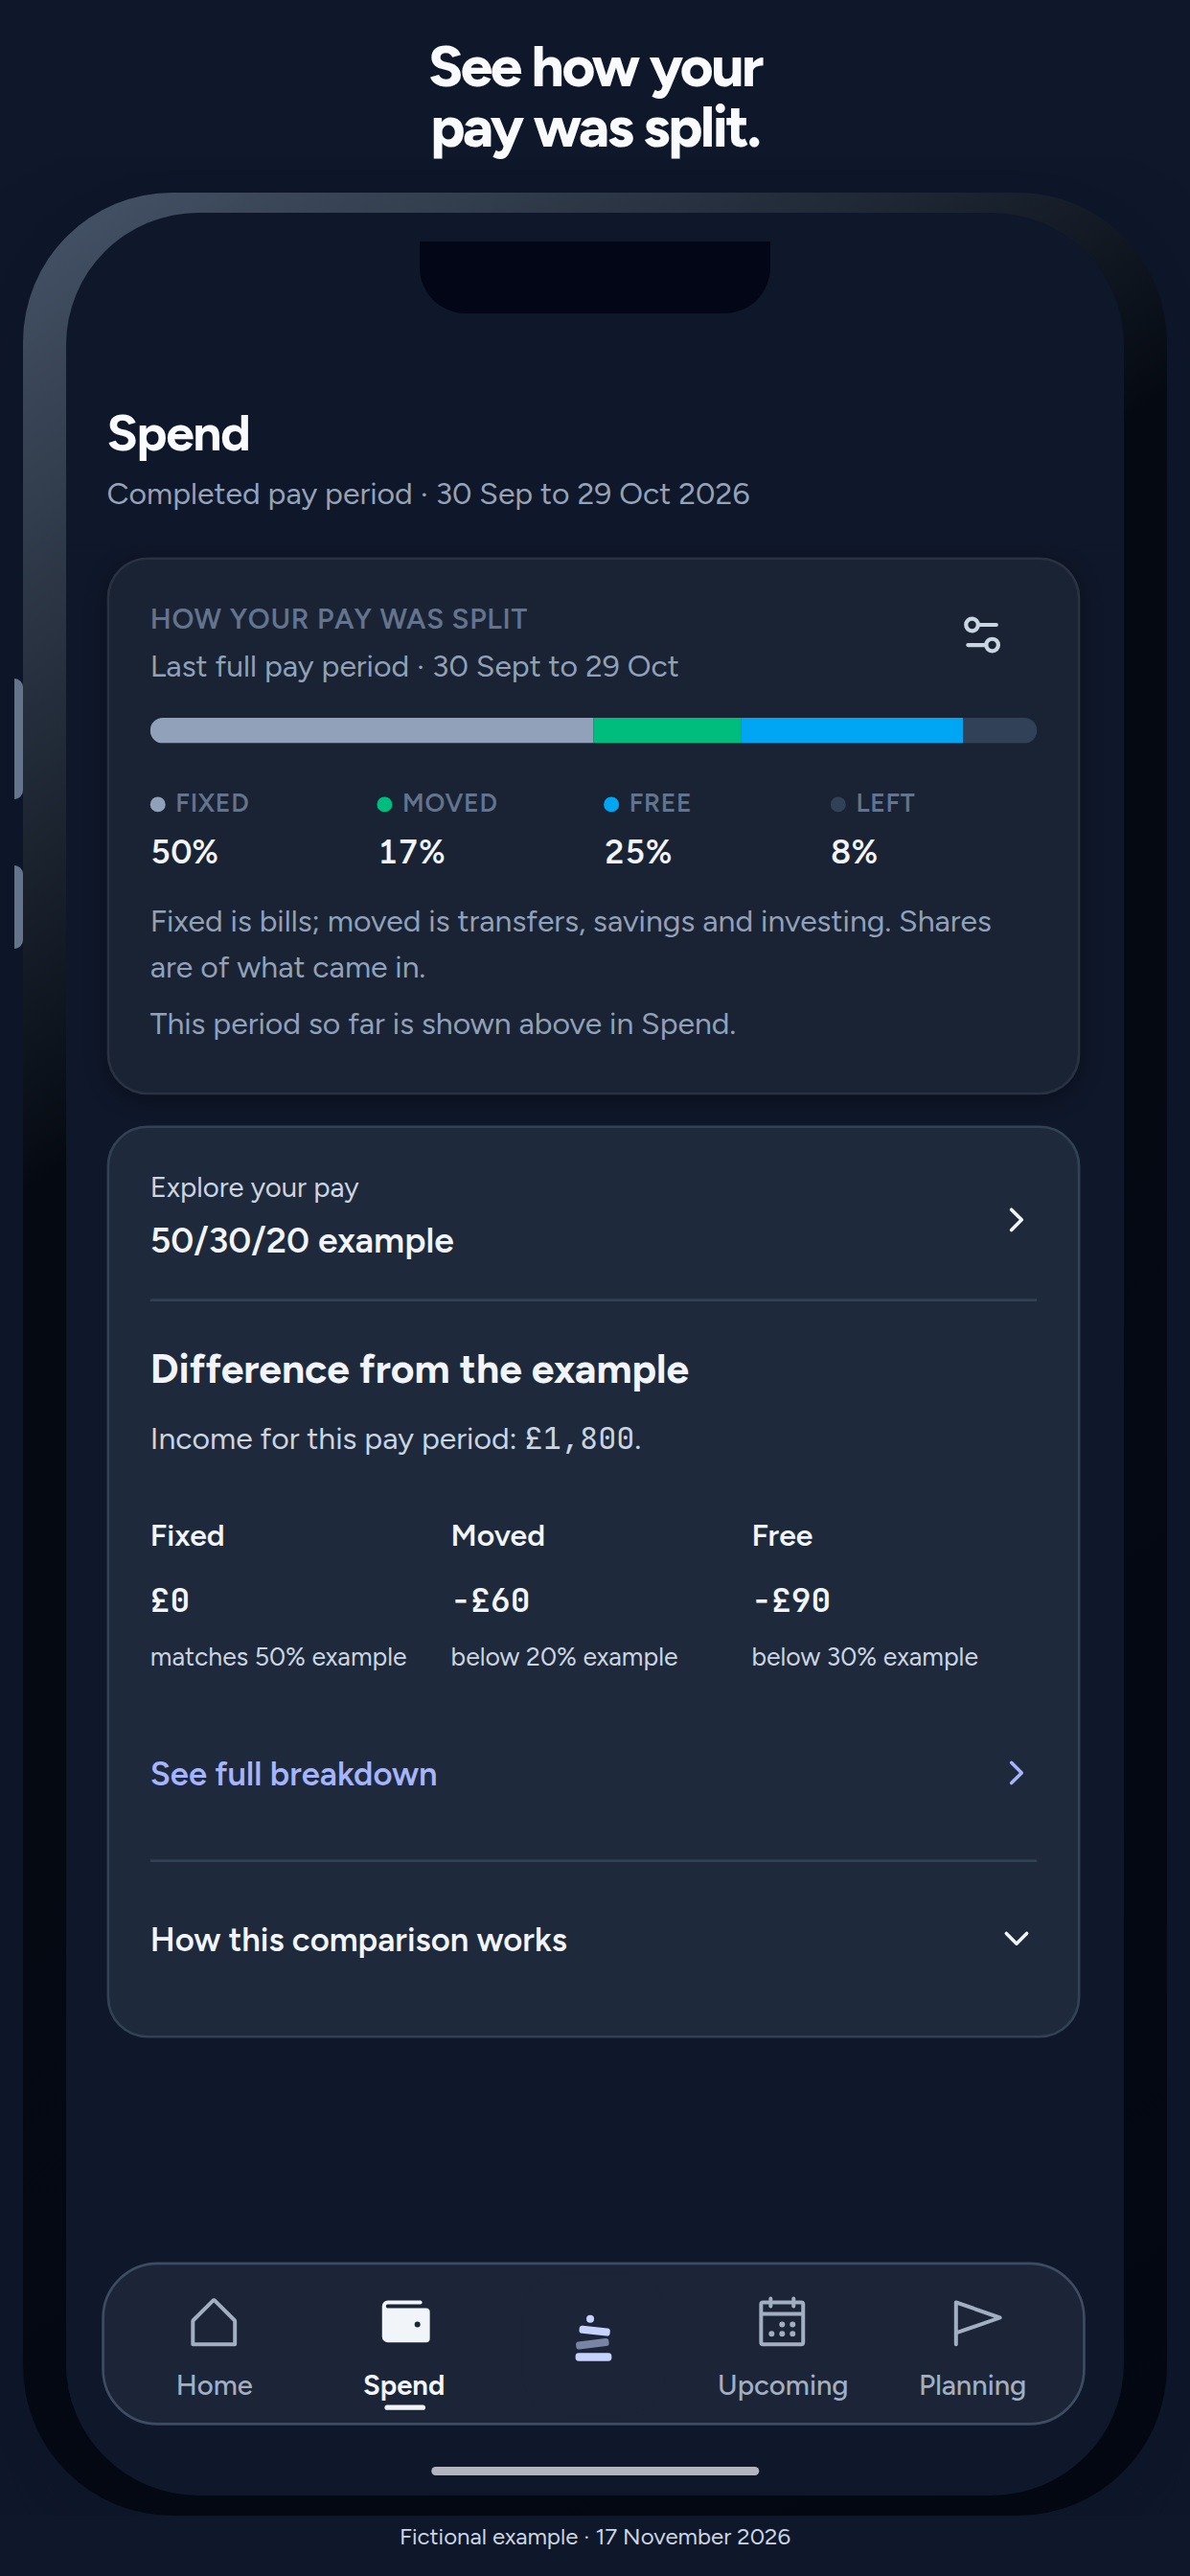 See how your
pay was split.
Spend
Completed pay period · 30 Sep to 29 Oct 2026
HOW YOUR PAY WAS SPLIT
Last full pay period · 30 Sept to 29 Oct
FIXED MOVED FREE LEFT
50% 17% 25% 8%
Fixed is bills; moved is transfers, savings and investing. Shares
are of what came in.
This period so far is shown above in Spend.
Explore your pay
50/30/20 example
Difference from the example
Income for this pay period: £1,800.
Fixed Moved Free
£0 -£60 -£90
matches 50% example below 20% example below 30% example
See full breakdown
How this comparison works
Home Spend Upcoming Planning
Fictional example · 17 November 2026